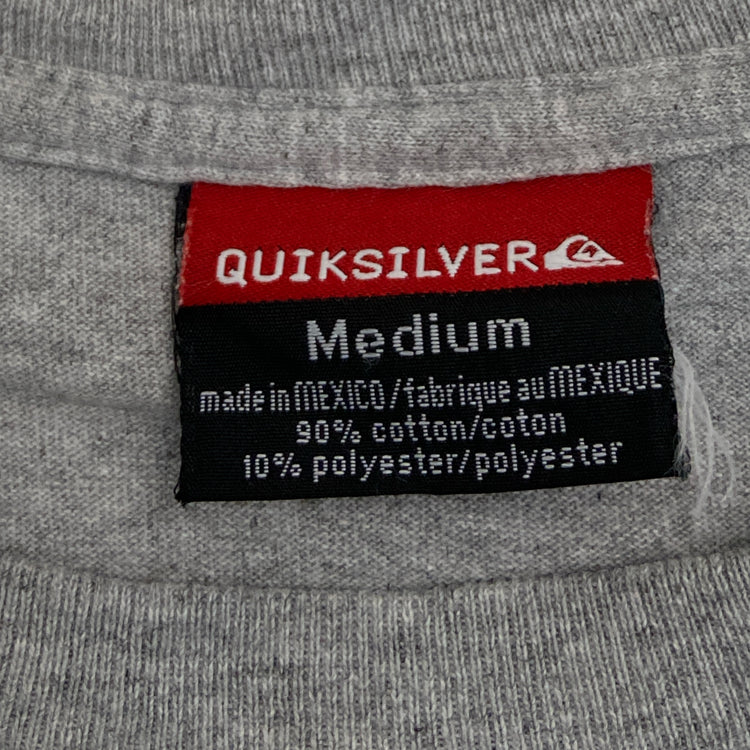 QUIKSILVER
Medium
made in MEXICO/fabrique au MEXIQUE
90% cotton/coton
10% polyester/polyester